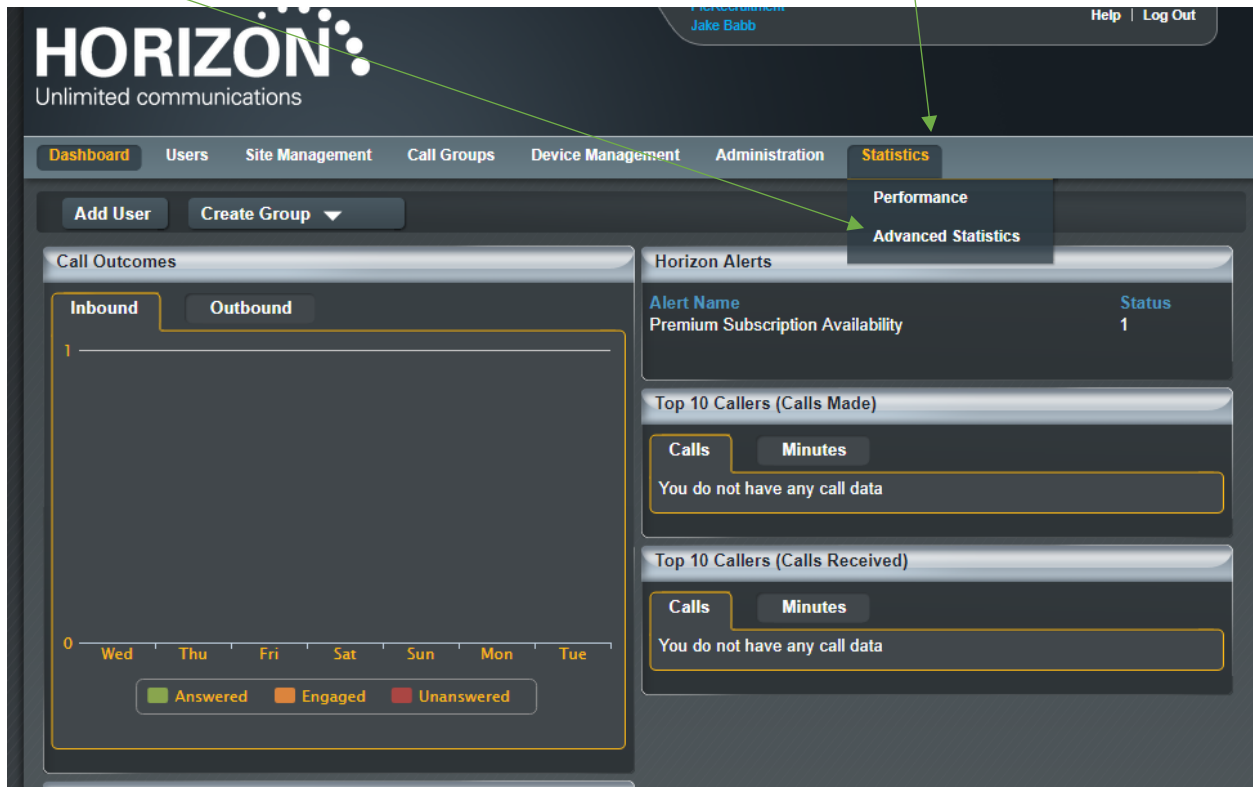 Jake Babb
Help | Log Out
HORIZON
Unlimited communications
Dashboard Users Site Management Call Groups Device Management Administration Statistics
Performance
Advanced Statistics
Add User Create Group
Call Outcomes
Inbound Outbound
1
0
Wed Thu Fri Sat Sun Mon Tue
Answered Engaged Unanswered
Horizon Alerts
Alert Name Status
Premium Subscription Availability 1
Top 10 Callers (Calls Made)
Calls Minutes
You do not have any call data
Top 10 Callers (Calls Received)
Calls Minutes
You do not have any call data